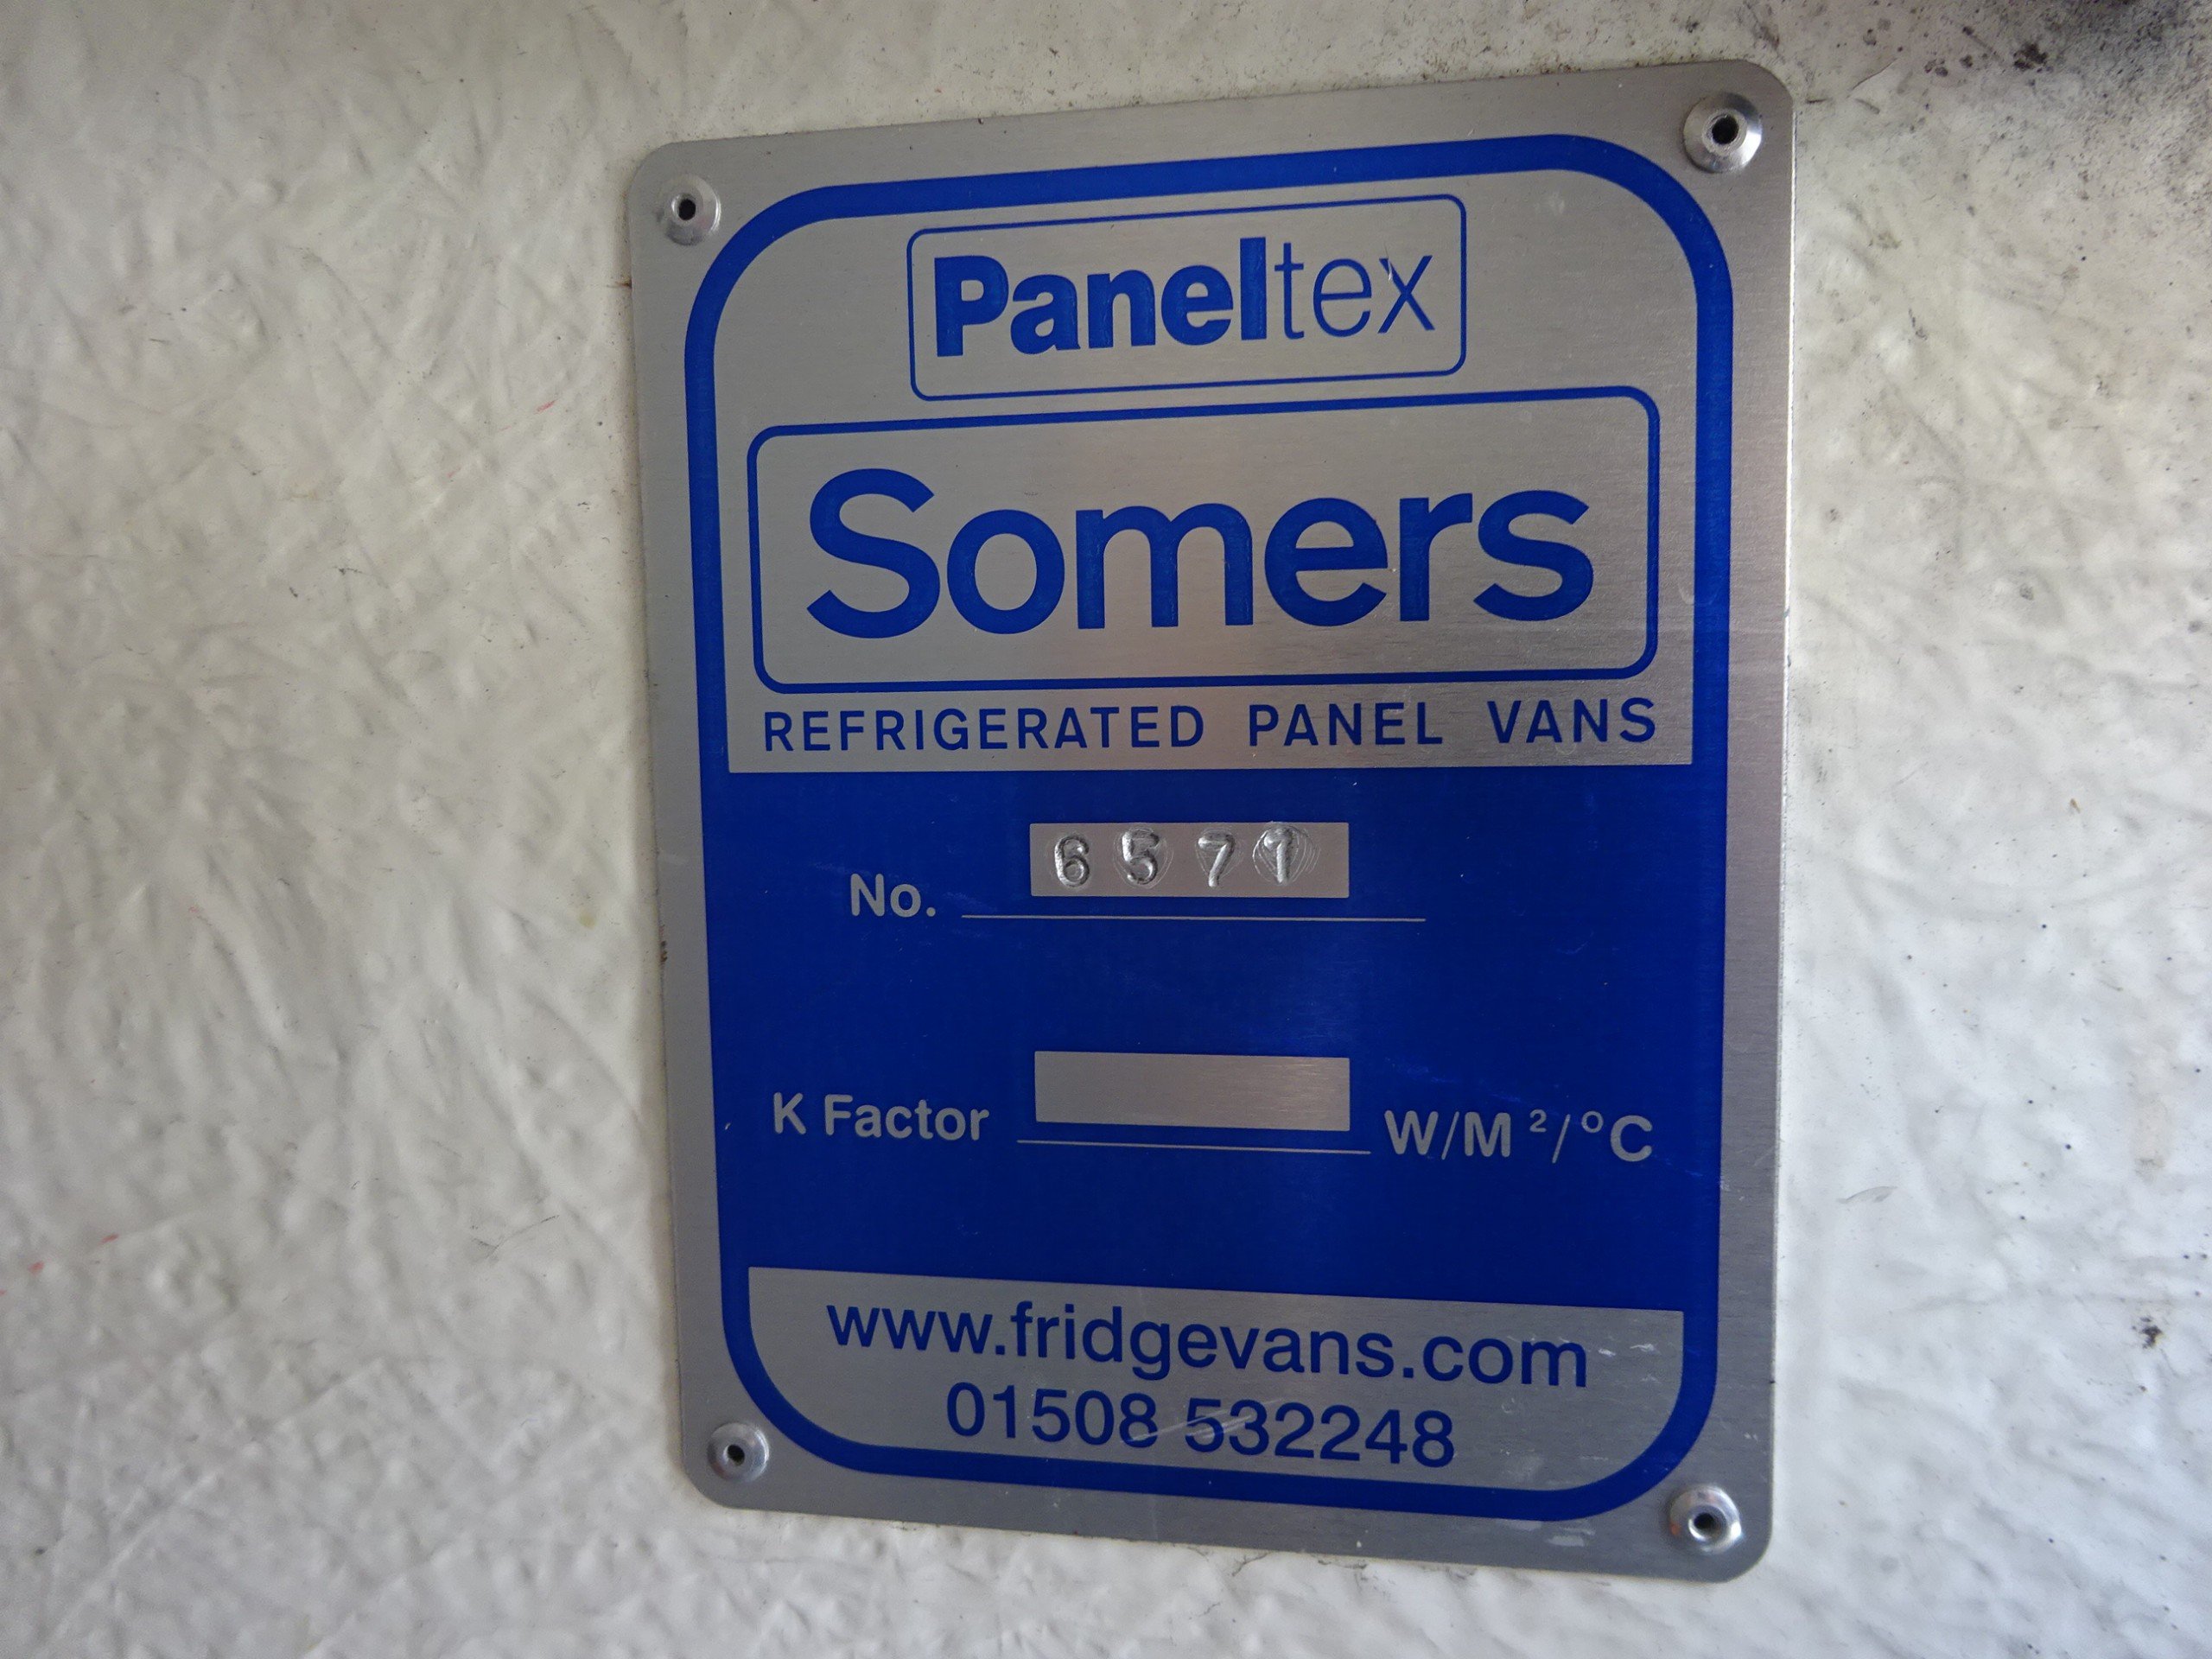 Paneltex
Somers
REFRIGERATED PANEL VANS
No. 6571
K Factor W/M²/°C
www.fridgevans.com
01508 532248